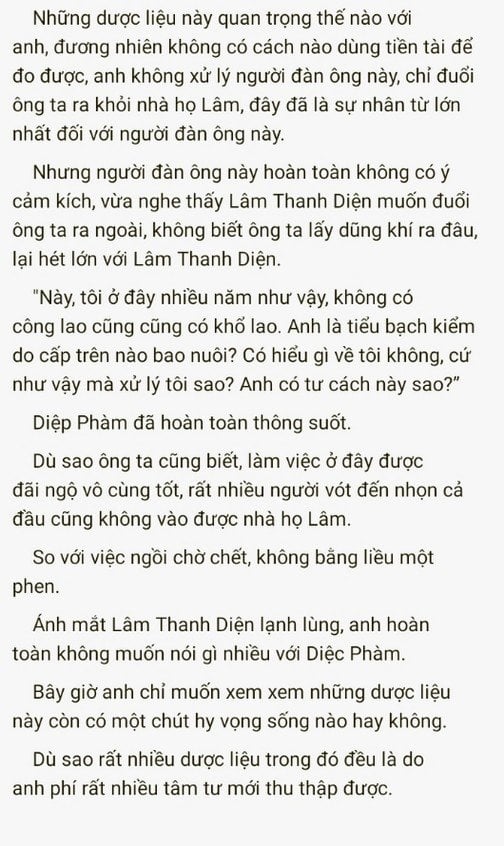 Những dược liệu này quan trọng thế nào với
anh, đương nhiên không có cách nào dùng tiền tài để
đo được, anh không xử lý người đàn ông này, chỉ đuổi
ông ta ra khỏi nhà họ Lâm, đây đã là sự nhân từ lớn
nhất đối với người đàn ông này.
Nhưng người đàn ông này hoàn toàn không có ý
cảm kích, vừa nghe thấy Lâm Thanh Diện muốn đuổi
ông ta ra ngoài, không biết ông ta lấy dũng khí ra đâu,
lại hét lớn với Lâm Thanh Diện.
"Này, tôi ở đây nhiều năm như vậy, không có
công lao cũng cũng có khổ lao. Anh là tiểu bạch kiểm
do cấp trên nào bao nuôi? Có hiểu gì về tôi không, cứ
như vậy mà xử lý tôi sao? Anh có tư cách này sao?”
Diệp Phàm đã hoàn toàn thông suốt.
Dù sao ông ta cũng biết, làm việc ở đây được
đãi ngộ vô cùng tốt, rất nhiều người vót đến nhọn cả
đầu cũng không vào được nhà họ Lâm.
So với việc ngồi chờ chết, không bằng liều một
phen.
Ánh mắt Lâm Thanh Diện lạnh lùng, anh hoàn
toàn không muốn nói gì nhiều với Diệc Phàm.
Bây giờ anh chỉ muốn xem xem những dược liệu
này còn có một chút hy vọng sống nào hay không.
Dù sao rất nhiều dược liệu trong đó đều là do
anh phí rất nhiều tâm tư mới thu thập được.